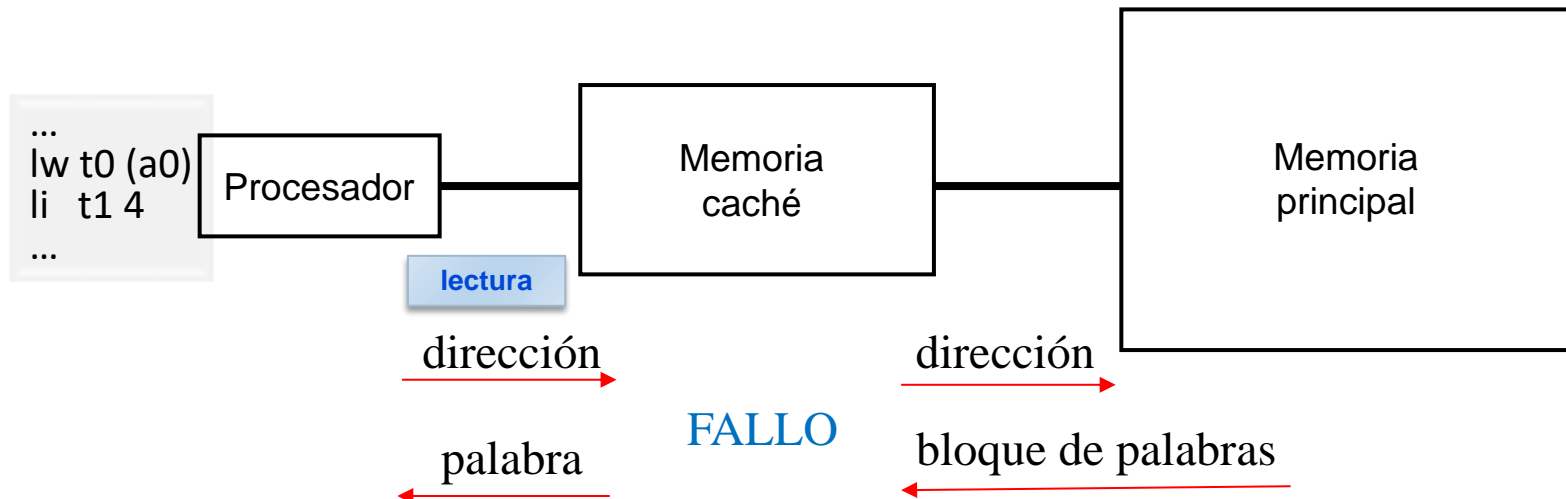 ...
lw t0 (a0)
li t1 4
...
Procesador
Memoria
caché
Memoria
principal
lectura
dirección
dirección
FALLO
palabra
bloque de palabras